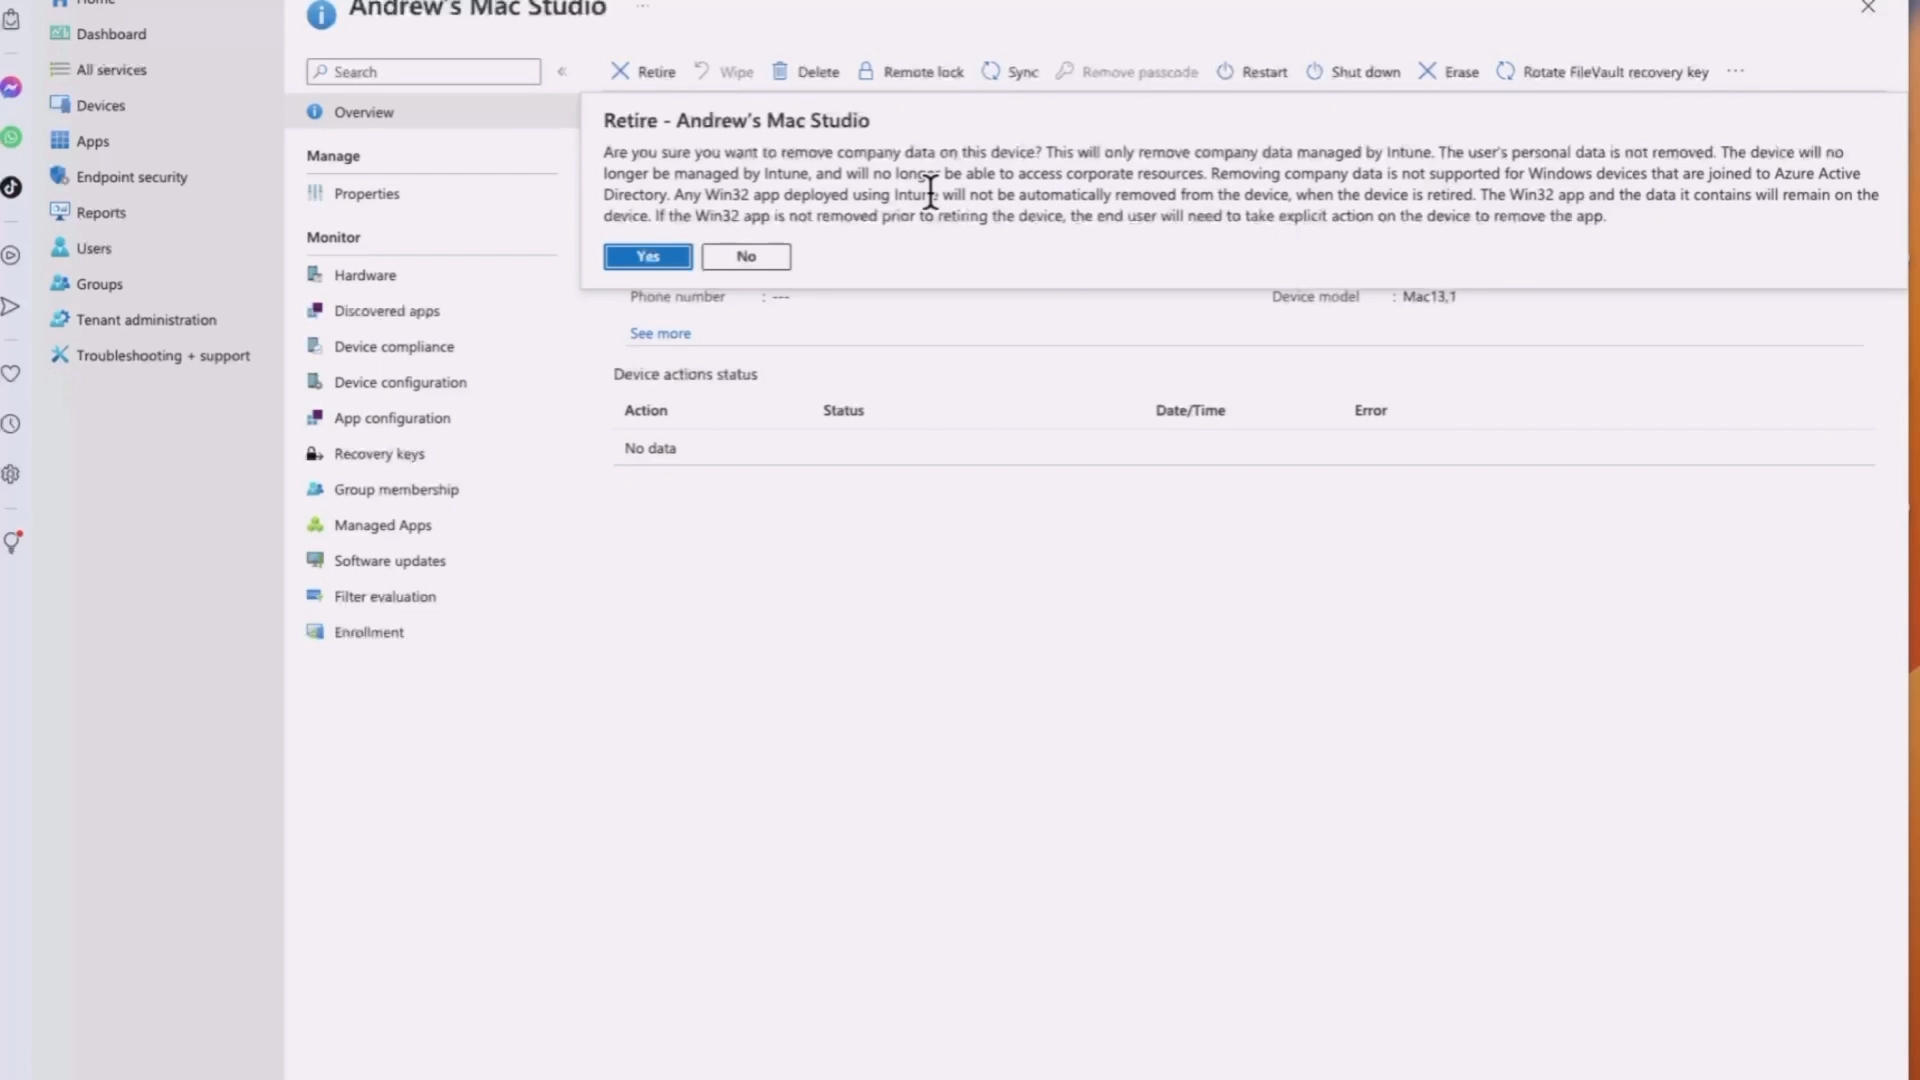 Home
Dashboard
All services
Devices
Apps
Endpoint security
Reports
Users
Groups
Tenant administration
Troubleshooting + support
Andrew's Mac Studio
Search
Overview
Manage
Properties
Monitor
Hardware
Discovered apps
Device compliance
Device configuration
App configuration
Recovery keys
Group membership
Managed Apps
Software updates
Filter evaluation
Enrollment
Retire Wipe Delete Remote lock Sync Remove passcode Restart Shut down Erase Rotate FileVault recovery key ...
Retire - Andrew's Mac Studio
Are you sure you want to remove company data on this device? This will only remove company data managed by Intune. The user's personal data is not removed. The device will no
longer be managed by Intune, and will no longer be able to access corporate resources. Removing company data is not supported for Windows devices that are joined to Azure Active
Directory. Any Win32 app deployed using Intune will not be automatically removed from the device, when the device is retired. The Win32 app and the data it contains will remain on the
device. If the Win32 app is not removed prior to retiring the device, the end user will need to take explicit action on the device to remove the app.
Yes No
Phone number : --- Device model : Mac13,1
See more
Device actions status
Action Status Date/Time Error
No data